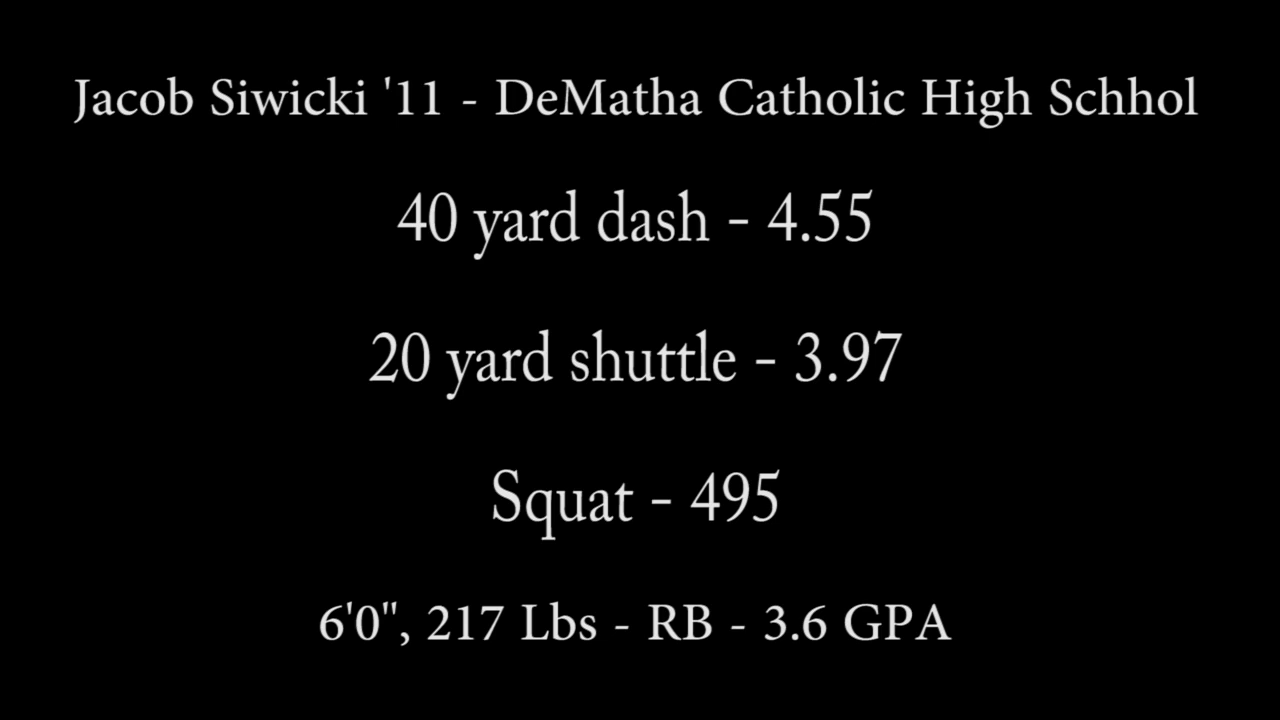 Jacob Siwicki '11 - DeMatha Catholic High Schhol
40 yard dash - 4.55
20 yard shuttle - 3.97
Squat - 495
6'0", 217 Lbs - RB - 3.6 GPA